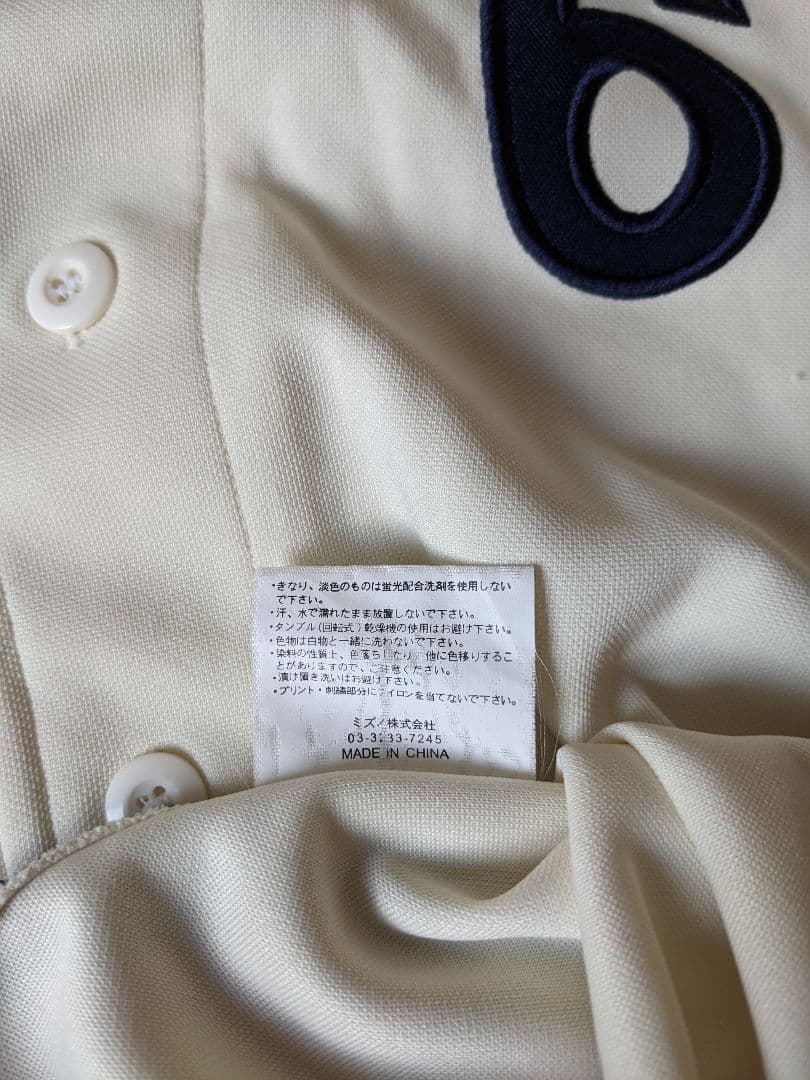 6
・きなり、淡色のものは蛍光配合洗剤を使用しない
で下さい。
・汗、水で濡れたまま放置しないで下さい。
・タンブル(回転式)乾燥機の使用はお避け下さい。
・色物は白物と一緒に洗わないで下さい。
・染料の性質上、色落ちしたり、他に色移りするこ
とがありますので、ご注意ください。
・漬け置き洗いはお避け下さい。
・プリント・刺繍部分にアイロンを当てないで下さい。
ミズノ株式会社
03-3233-7245
MADE IN CHINA